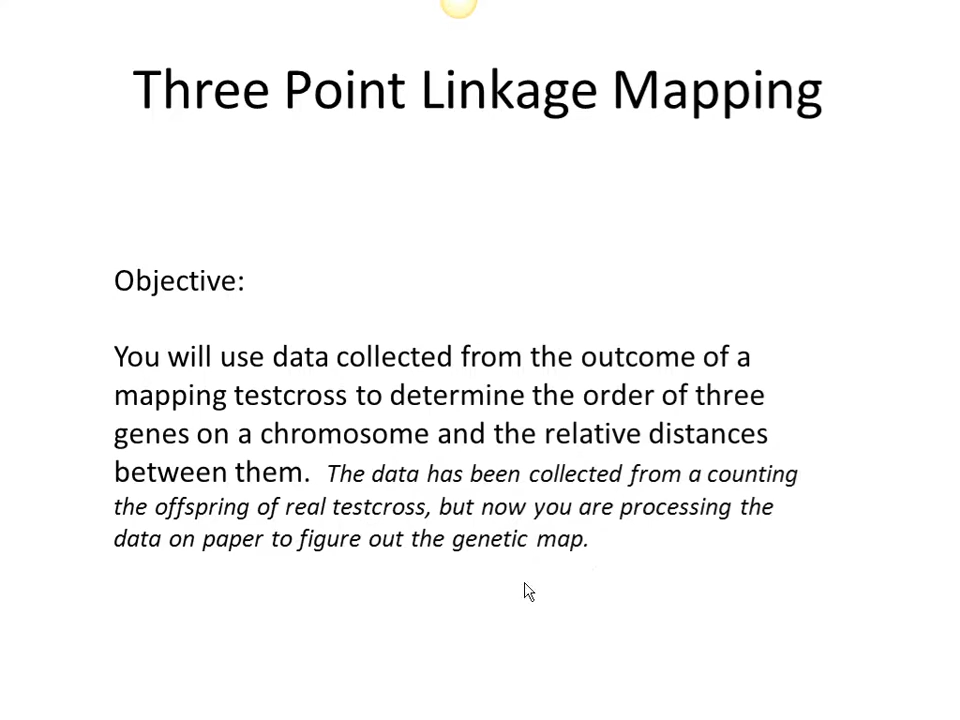 Three Point Linkage Mapping
Objective:
You will use data collected from the outcome of a
mapping testcross to determine the order of three
genes on a chromosome and the relative distances
between them. The data has been collected from a counting
the offspring of real testcross, but now you are processing the
data on paper to figure out the genetic map.